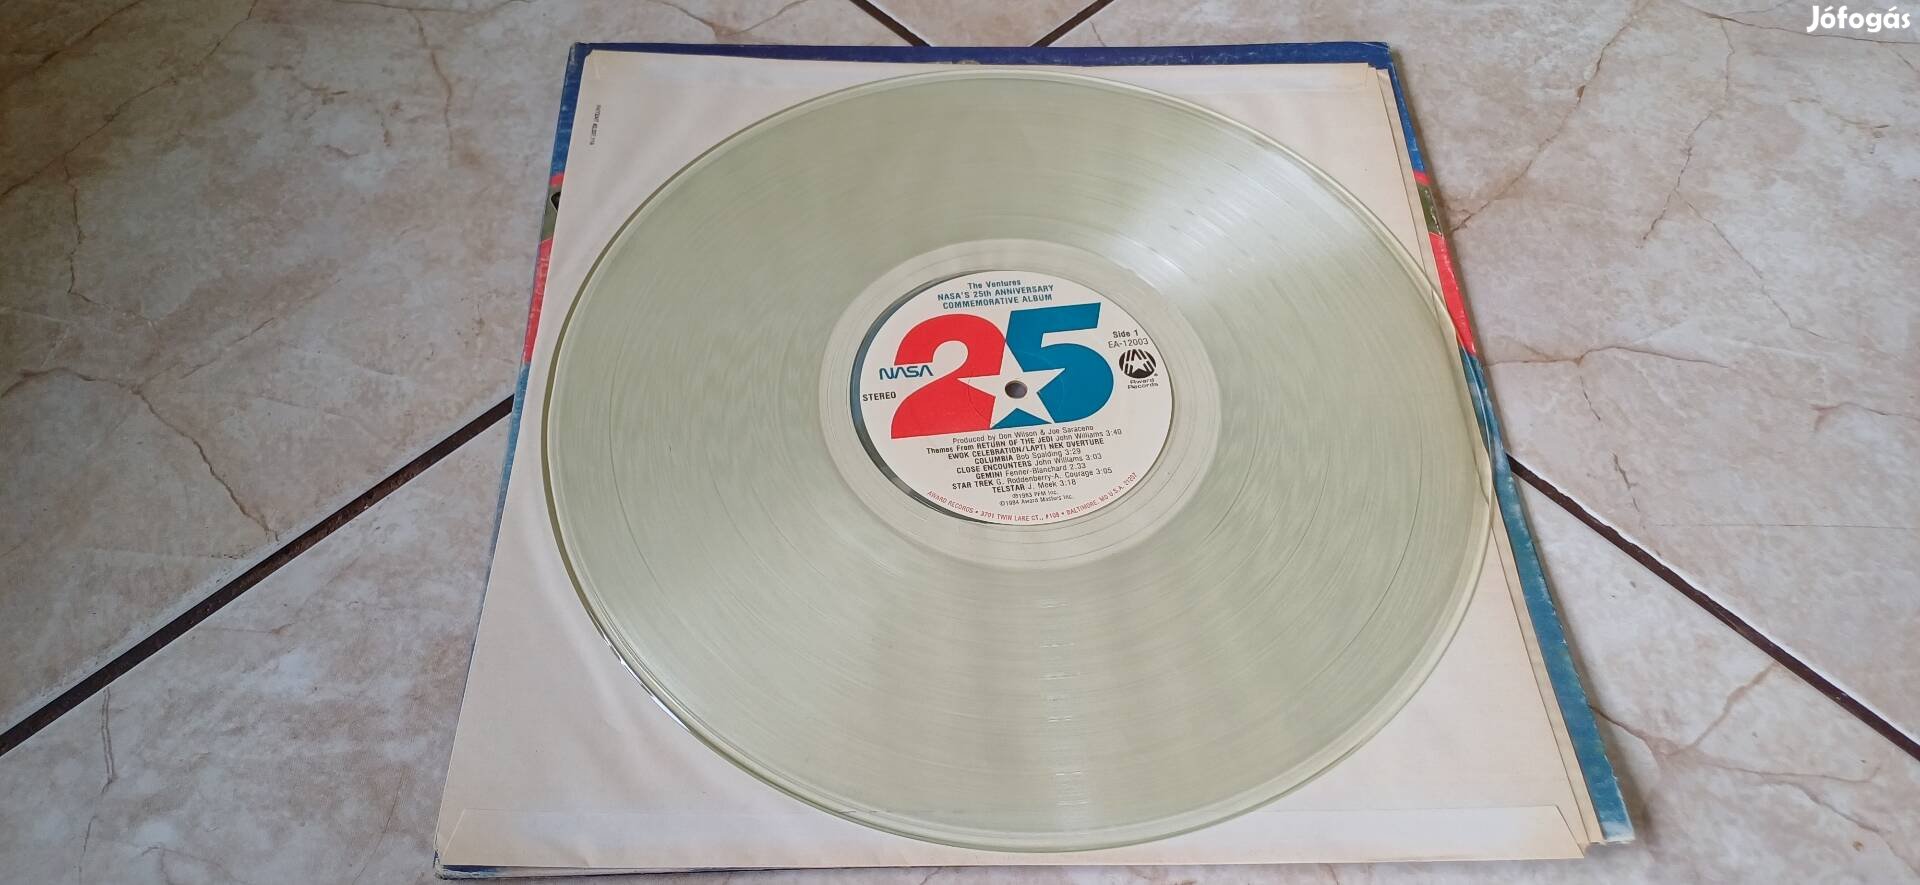 Jófogás
The Ventures
NASA'S 25th ANNIVERSARY
COMMEMORATIVE ALBUM
25
NASA
STEREO
Side 1
EA-12003
Award
Records
Produced by Don Wilson & Joe Saraceno
Themes From RETURN OF THE JEDI John Williams 3:40
EWOK CELEBRATION/LAPTI NEK OVERTURE
COLUMBIA Bob Spalding 3:29
CLOSE ENCOUNTERS John Williams 3:03
GEMINI Fenner-Blanchard 2:33
STAR TREK G. Roddenberry-A. Courage 3:05
TELSTAR J. Meek 3:18
℗1983 PFM Inc.
©1984 Award Masters Inc.
AWARD RECORDS • 3701 TWIN LAKE CT., #108 • BALTIMORE, MD U.S.A. 21207